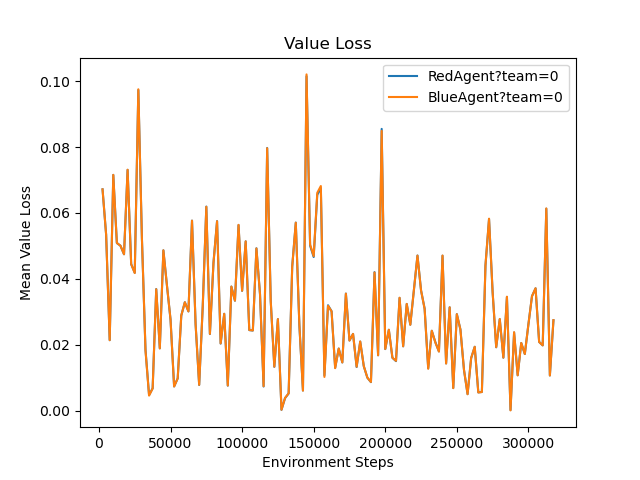 Value Loss
RedAgent?team=0
BlueAgent?team=0
Mean Value Loss
0.10
0.08
0.06
0.04
0.02
0.00
0 50000 100000 150000 200000 250000 300000
Environment Steps